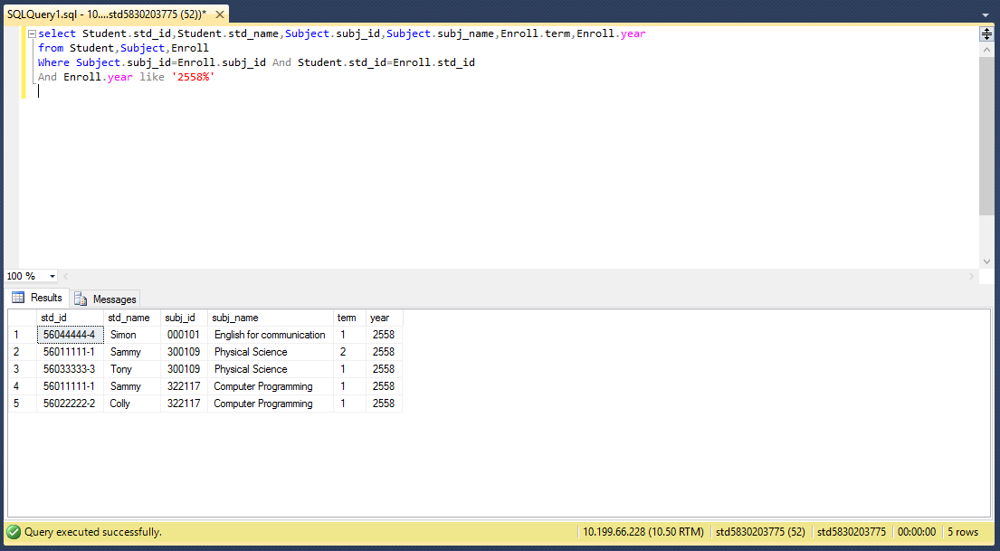 SQLQuery1.sql - 10....std5830203775 (52))*
select Student.std_id,Student.std_name,Subject.subj_id,Subject.subj_name,Enroll.term,Enroll.year
from Student,Subject,Enroll
Where Subject.subj_id=Enroll.subj_id And Student.std_id=Enroll.std_id
And Enroll.year like '2558%'
100 %
Results Messages
std_id std_name subj_id subj_name term year
1 56044444-4 Simon 000101 English for communication 1 2558
2 56011111-1 Sammy 300109 Physical Science 2 2558
3 56033333-3 Tony 300109 Physical Science 1 2558
4 56011111-1 Sammy 322117 Computer Programming 1 2558
5 56022222-2 Colly 322117 Computer Programming 1 2558
Query executed successfully. 10.199.66.228 (10.50 RTM) std5830203775 (52) std5830203775 00:00:00 5 rows